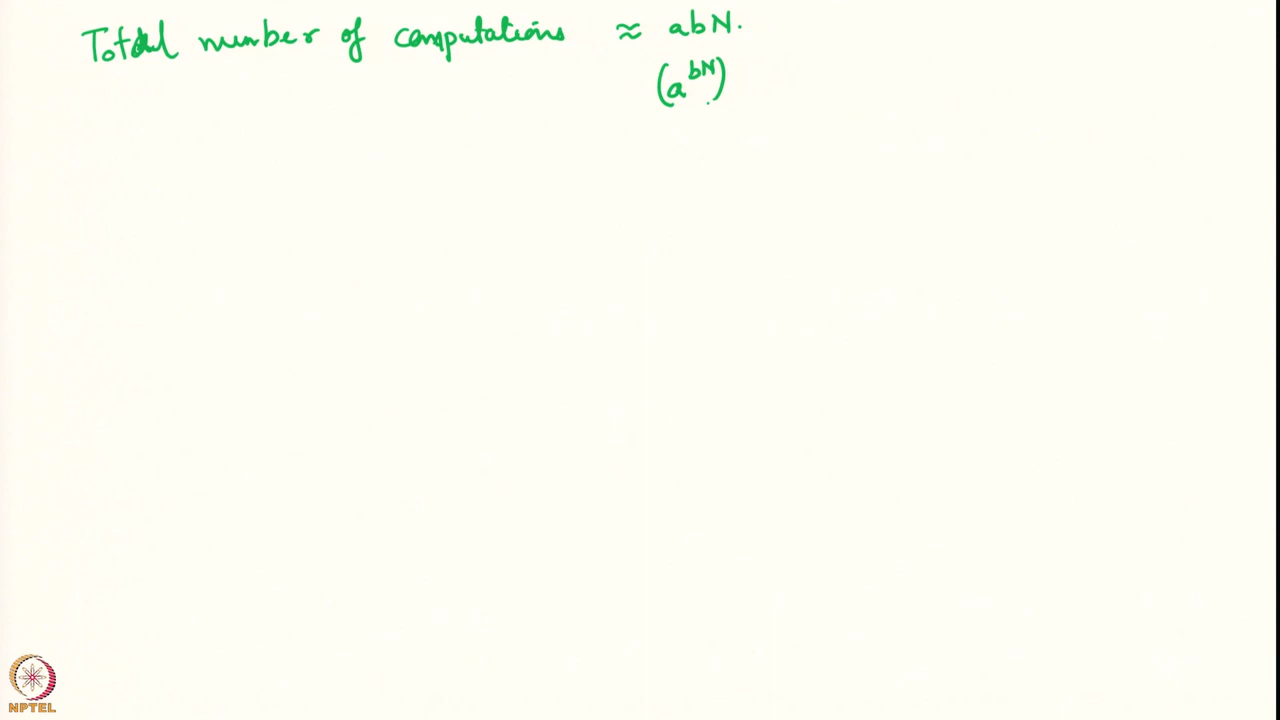 Total number of computations ≈ abN.
(a^{bN})
NPTEL